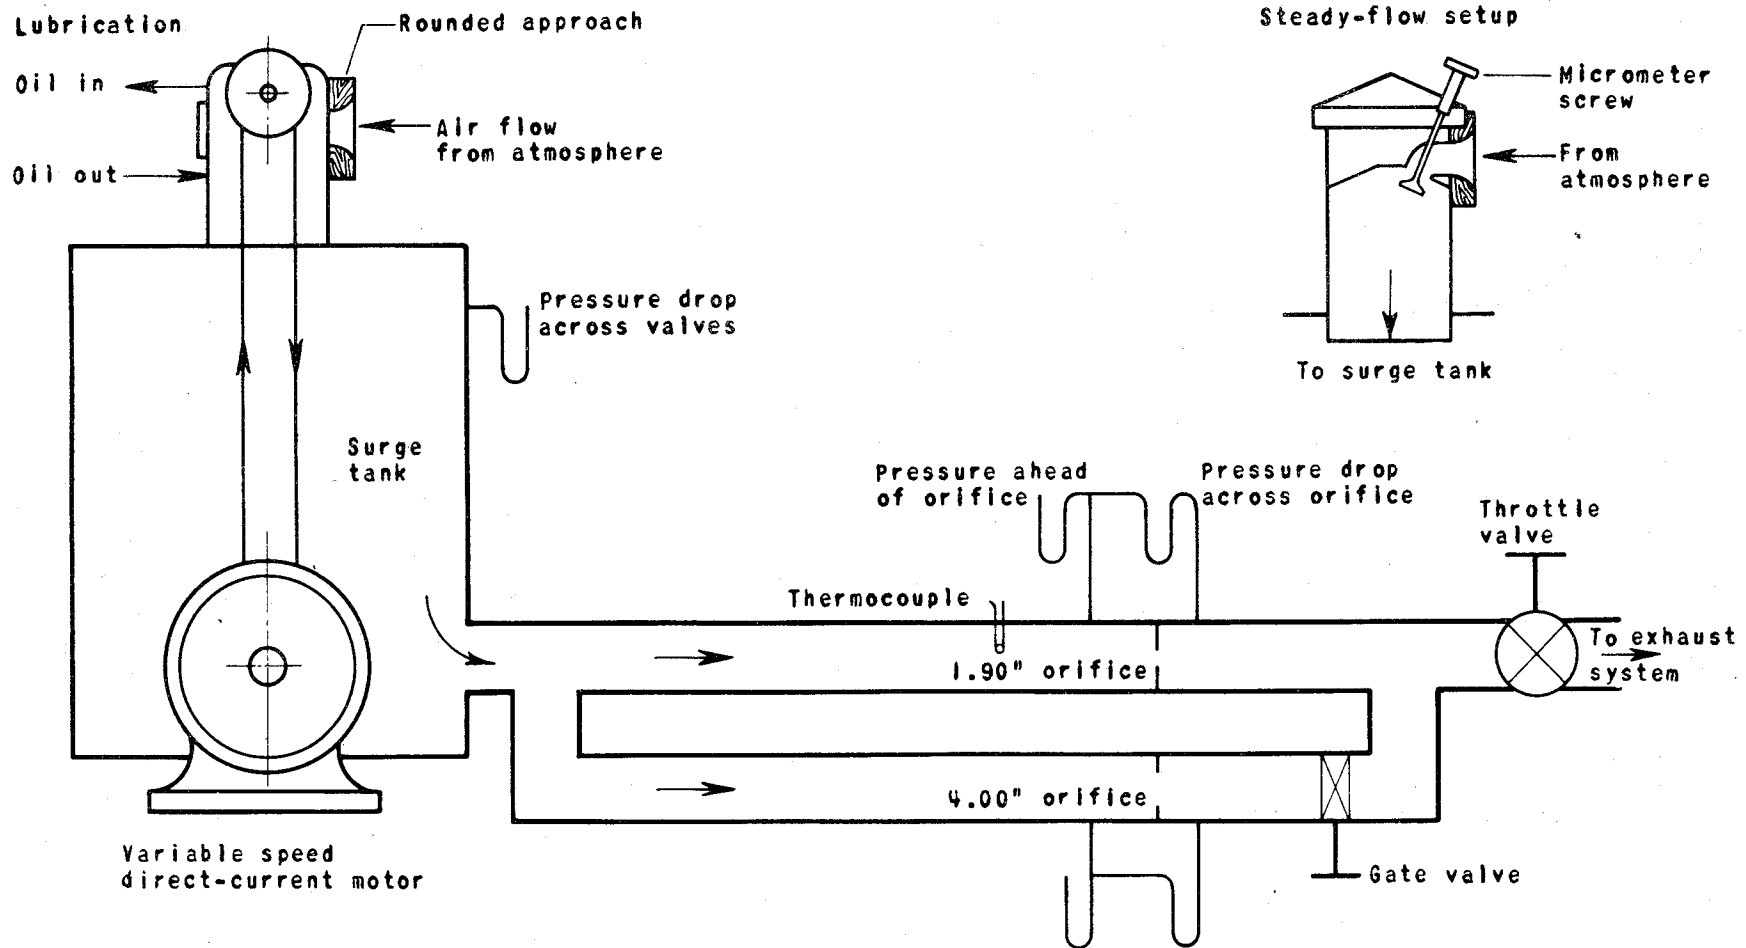 Lubrication
Rounded approach
Oil in
Air flow
from atmosphere
Oil out
Steady-flow setup
Micrometer
screw
From
atmosphere
To surge tank
Pressure drop
across valves
Surge
tank
Pressure ahead
of orifice
Pressure drop
across orifice
Throttle
valve
Thermocouple
1.90" orifice
To exhaust
system
4.00" orifice
Variable speed
direct-current motor
Gate valve